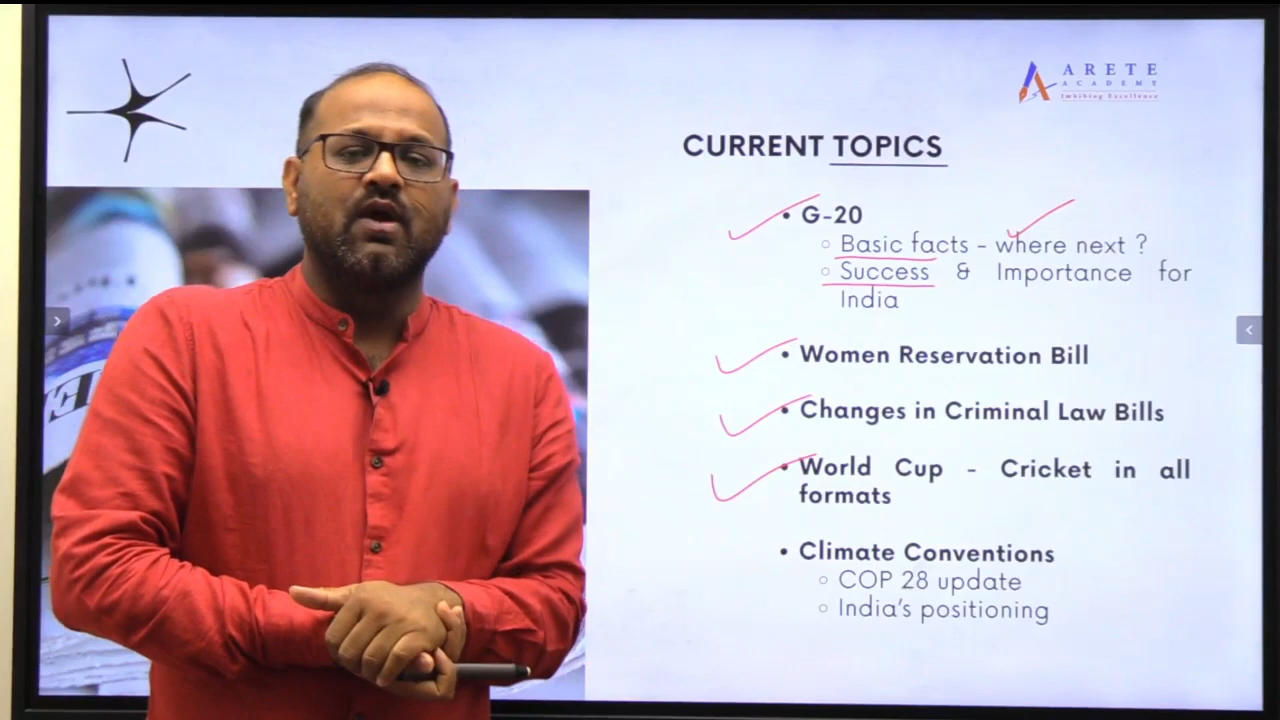 ARETE
ACADEMY
Imbibing Excellence
CURRENT TOPICS
• G-20
○ Basic facts - where next ?
○ Success & Importance for
India
• Women Reservation Bill
• Changes in Criminal Law Bills
• World Cup - Cricket in all
formats
• Climate Conventions
○ COP 28 update
○ India's positioning